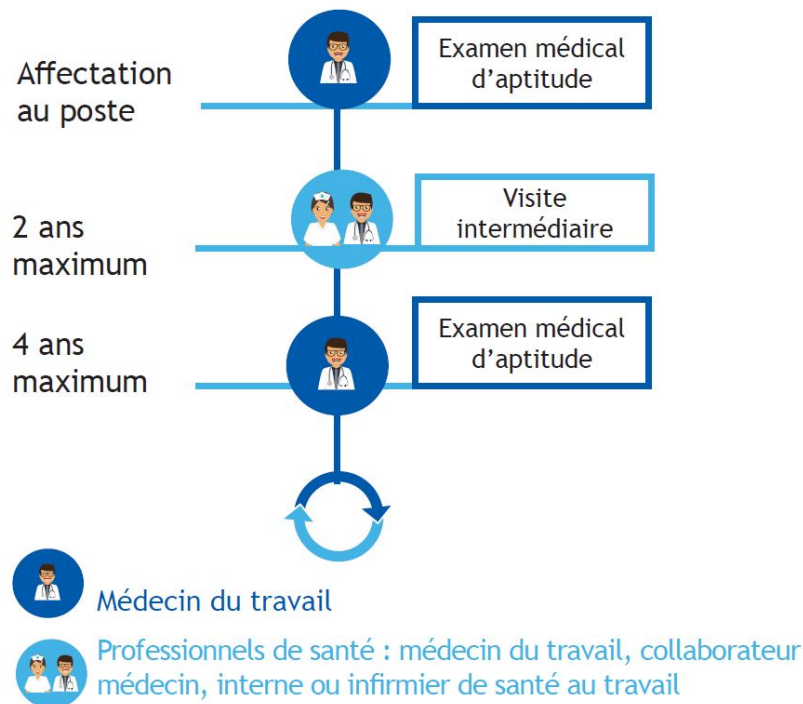 Affectation
au poste
Examen médical
d’aptitude
2 ans
maximum
Visite
intermédiaire
4 ans
maximum
Examen médical
d’aptitude
Médecin du travail
Professionnels de santé : médecin du travail, collaborateur
médecin, interne ou infirmier de santé au travail